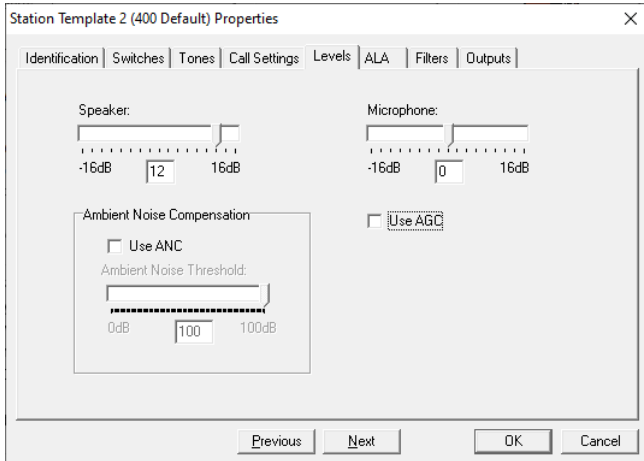 Station Template 2 (400 Default) Properties
Identification Switches Tones Call Settings Levels ALA Filters Outputs
Speaker: Microphone:
-16dB 12 16dB -16dB 0 16dB
Ambient Noise Compensation
Use AGC
Use ANC
Ambient Noise Threshold:
0dB 100 100dB
Previous Next OK Cancel